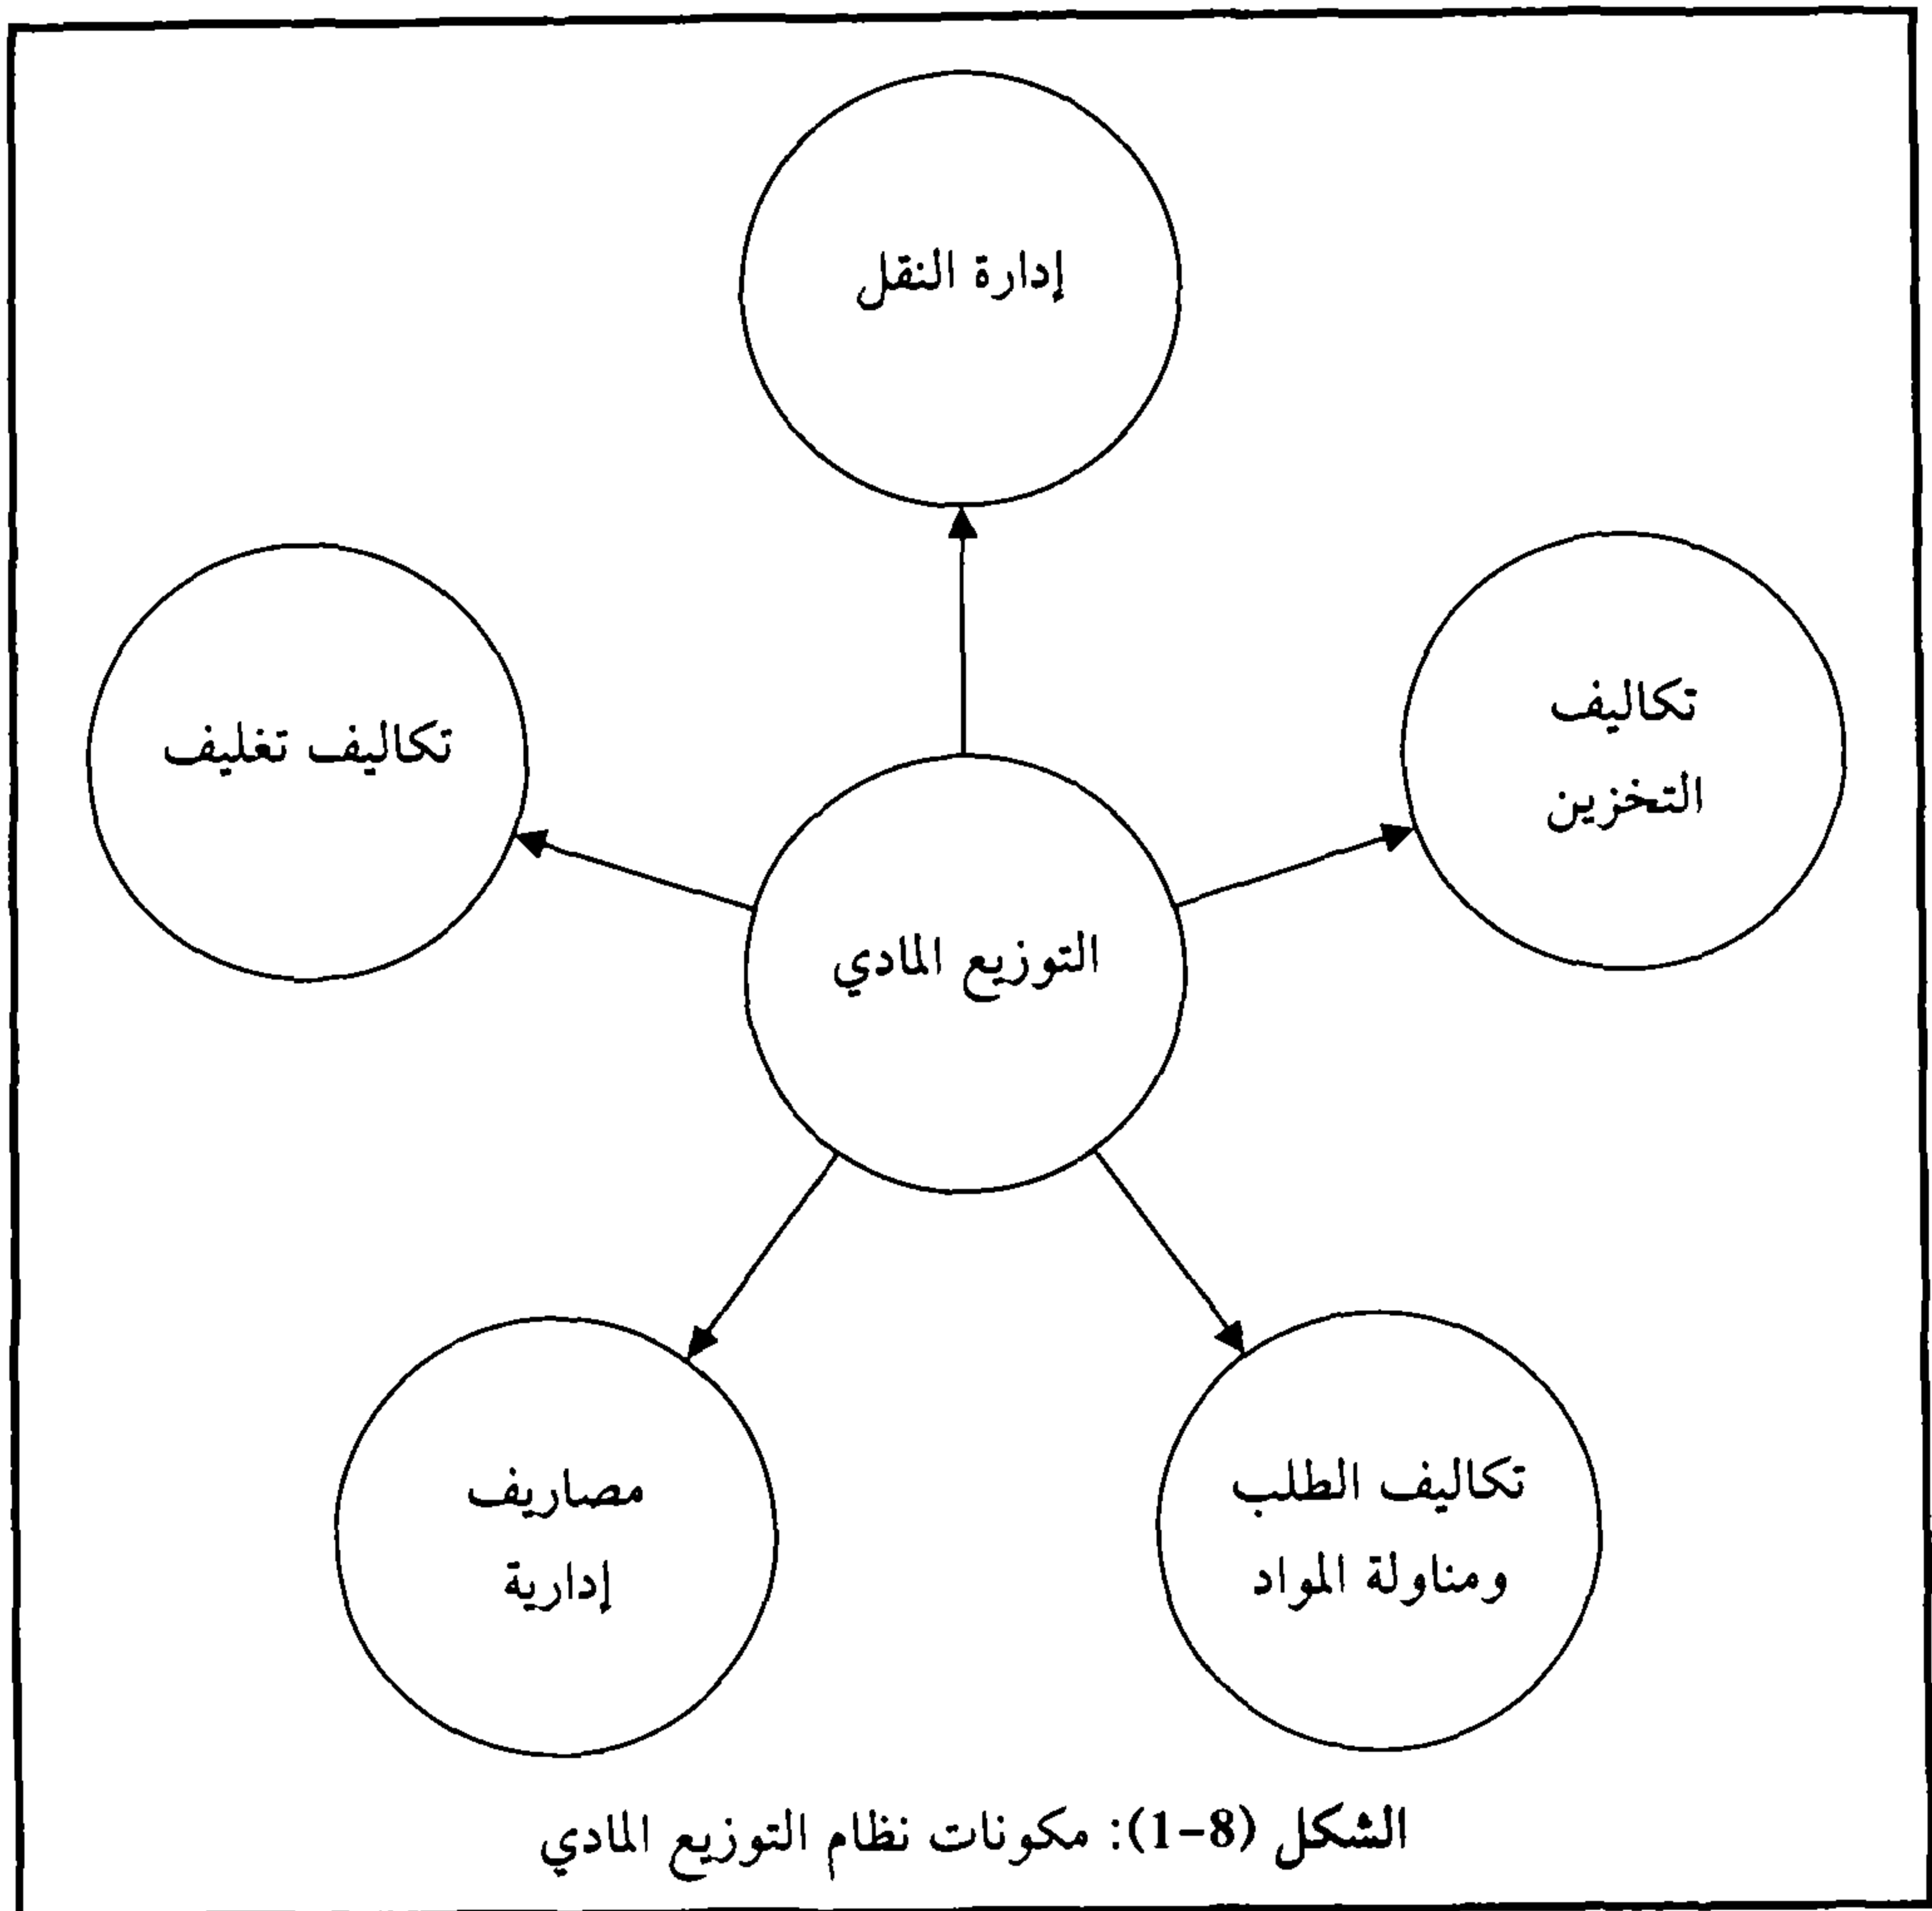 إدارة النقل
تكاليف
التخزين
تكاليف تغليف
التوزيع المادي
تكاليف الطلب
ومناولة المواد
مصاريف
إدارية
الشكل (8-1): مكونات نظام التوزيع المادي